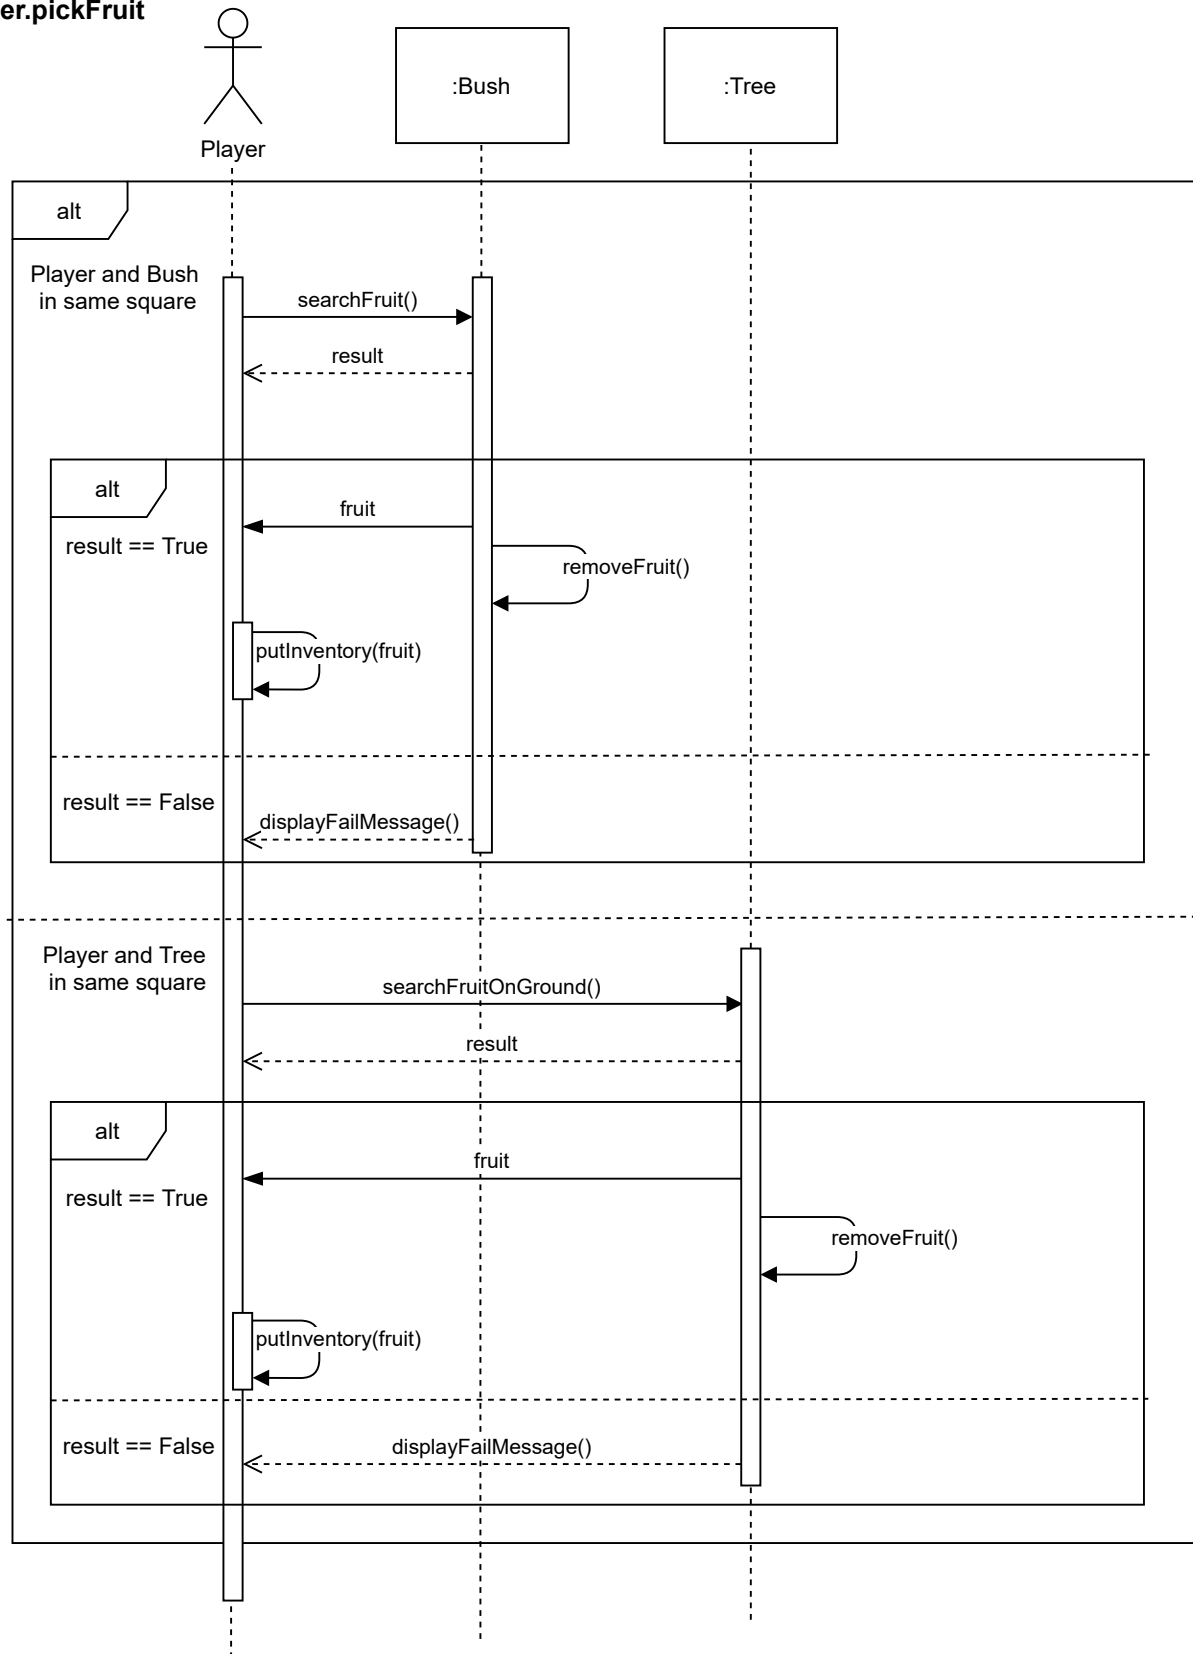 er.pickFruit
:Bush
:Tree
Player
alt
Player and Bush
in same square
searchFruit()
result
alt
fruit
result == True
removeFruit()
putInventory(fruit)
result == False
displayFailMessage()
Player and Tree
in same square
searchFruitOnGround()
result
alt
fruit
result == True
removeFruit()
putInventory(fruit)
result == False
displayFailMessage()